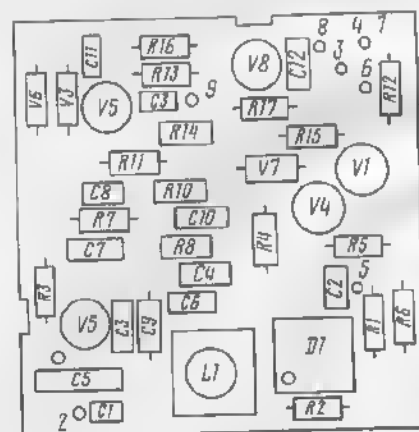 C11
R16
8
4
7
V8
C12
3
V6
V3
R13
6
R12
V5
C3
9
R17
R14
R15
R11
V7
V1
C8
R10
R7
C10
V4
C7
R8
R4
R5
R3
C4
C2
5
V5
C3
C9
C6
R1
R6
L1
D1
C5
2
C1
R2